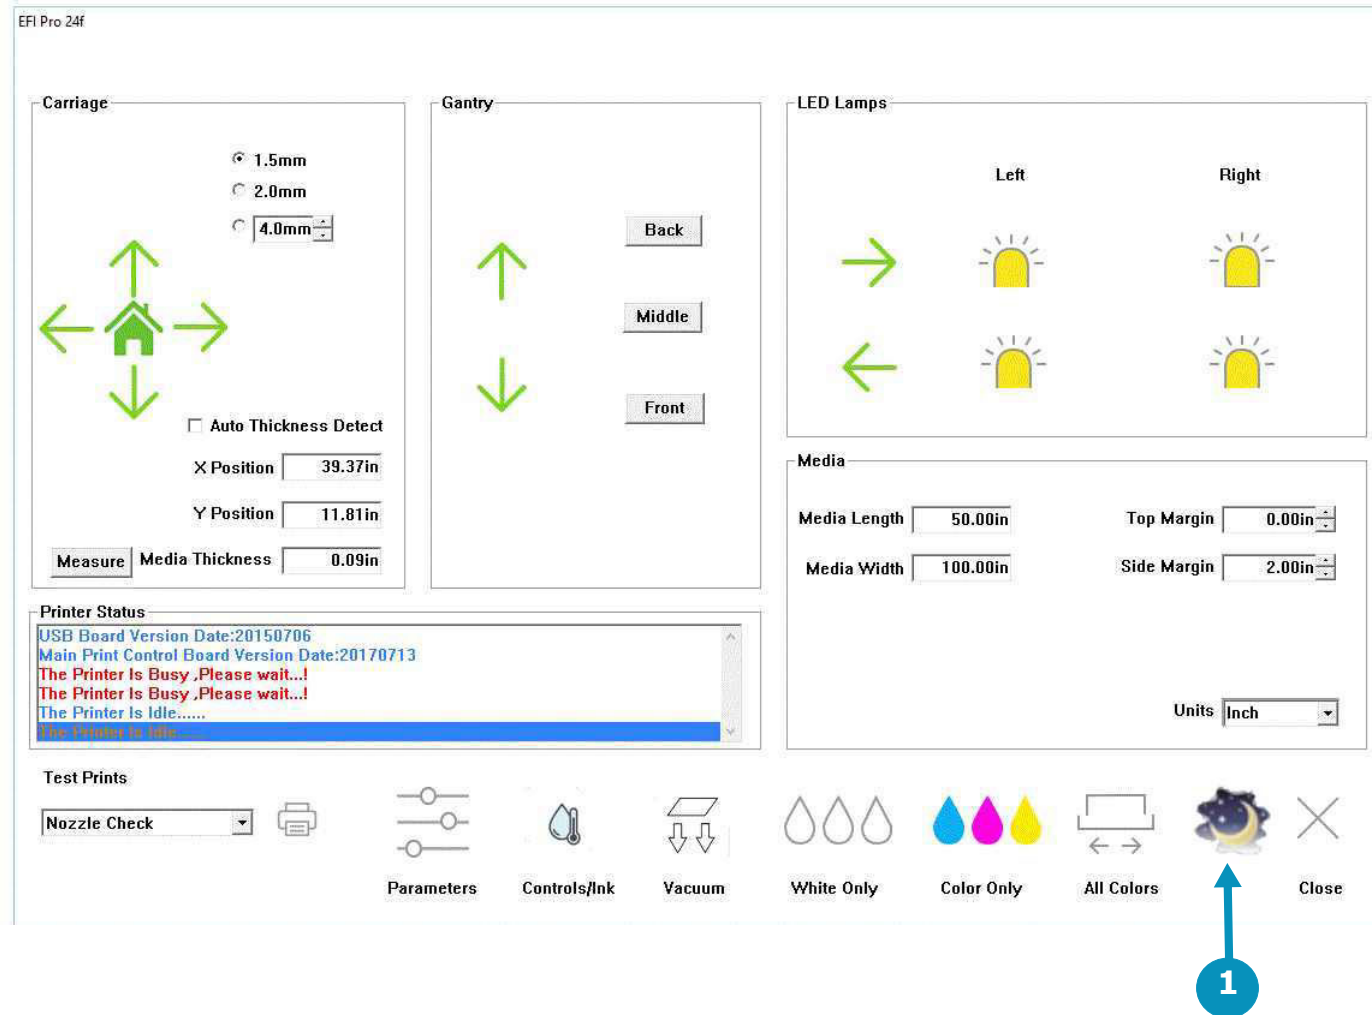 EFI Pro 24f
Carriage
1.5mm
2.0mm
4.0mm
Auto Thickness Detect
X Position 39.37in
Y Position 11.81in
Measure Media Thickness 0.09in
Gantry
Back
Middle
Front
LED Lamps
Left Right
Media
Media Length 50.00in Top Margin 0.00in
Media Width 100.00in Side Margin 2.00in
Units Inch
Printer Status
USB Board Version Date:20150706
Main Print Control Board Version Date:20170713
The Printer Is Busy ,Please wait...!
The Printer Is Busy ,Please wait...!
The Printer Is Idle......
The Printer Is Idle......
Test Prints
Nozzle Check
Parameters Controls/Ink Vacuum White Only Color Only All Colors Close
1